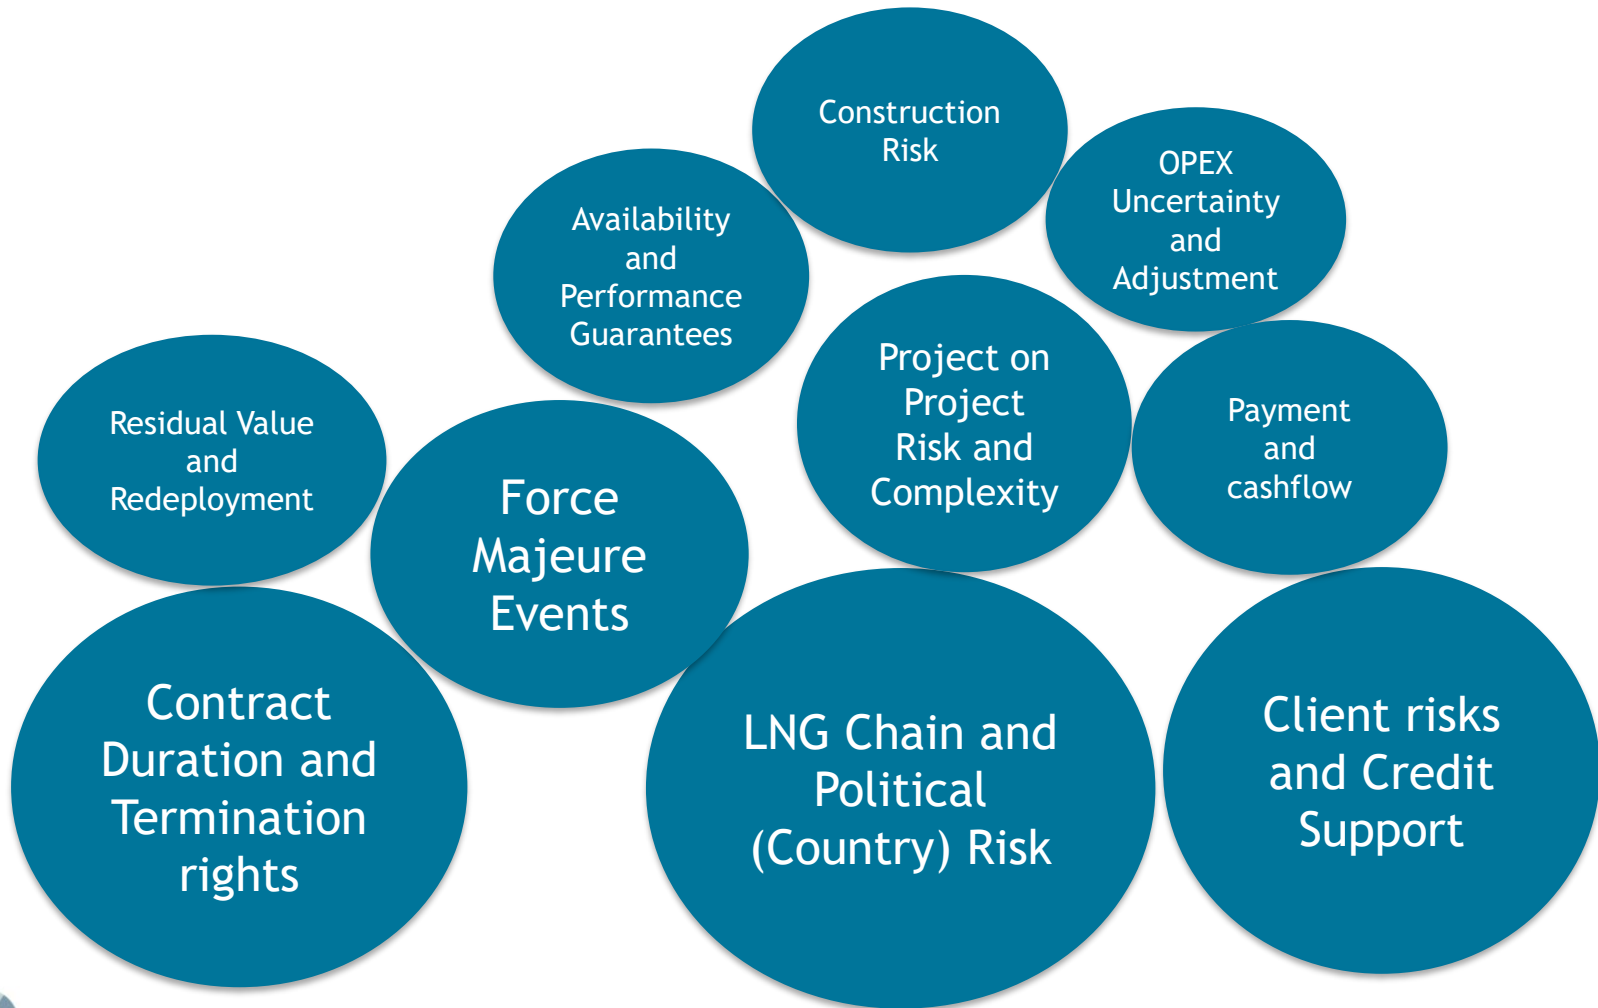 Construction
Risk
OPEX
Uncertainty
and
Adjustment
Availability
and
Performance
Guarantees
Project on
Project
Risk and
Complexity
Payment
and
cashflow
Residual Value
and
Redeployment
Force
Majeure
Events
Contract
Duration and
Termination
rights
LNG Chain and
Political
(Country) Risk
Client risks
and Credit
Support